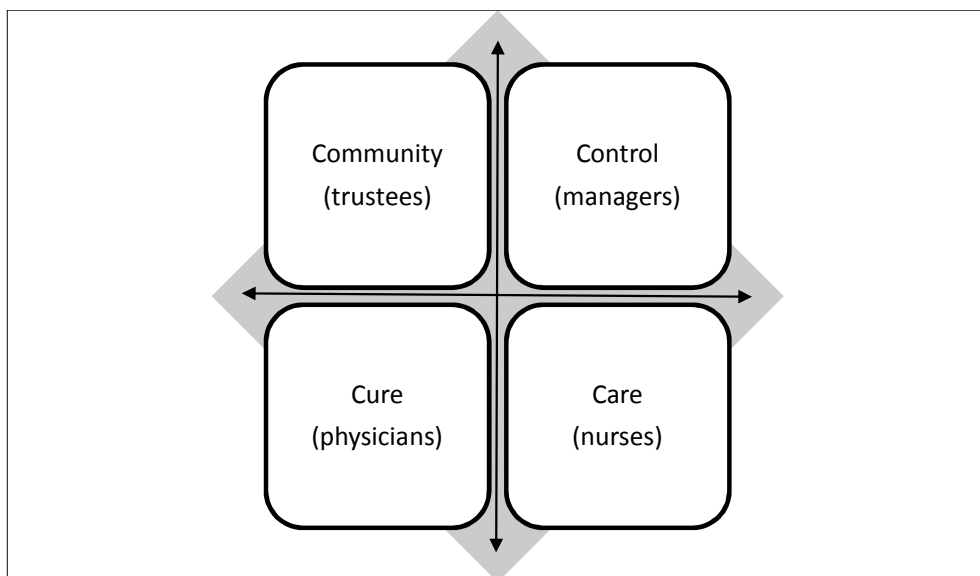 Community
(trustees)
Control
(managers)
Cure
(physicians)
Care
(nurses)